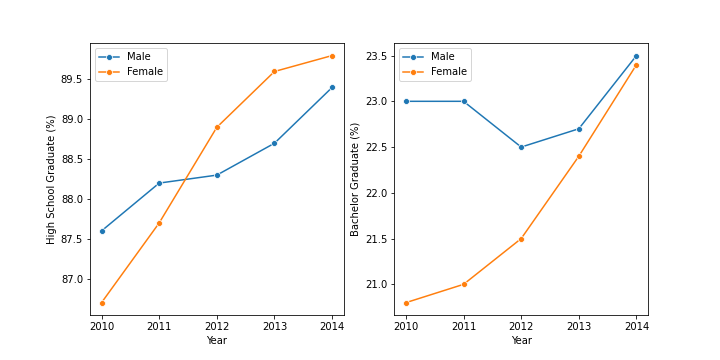 Male
Female
High School Graduate (%)
89.5
89.0
88.5
88.0
87.5
87.0
2010 2011 2012 2013 2014
Year
Male
Female
Bachelor Graduate (%)
23.5
23.0
22.5
22.0
21.5
21.0
2010 2011 2012 2013 2014
Year